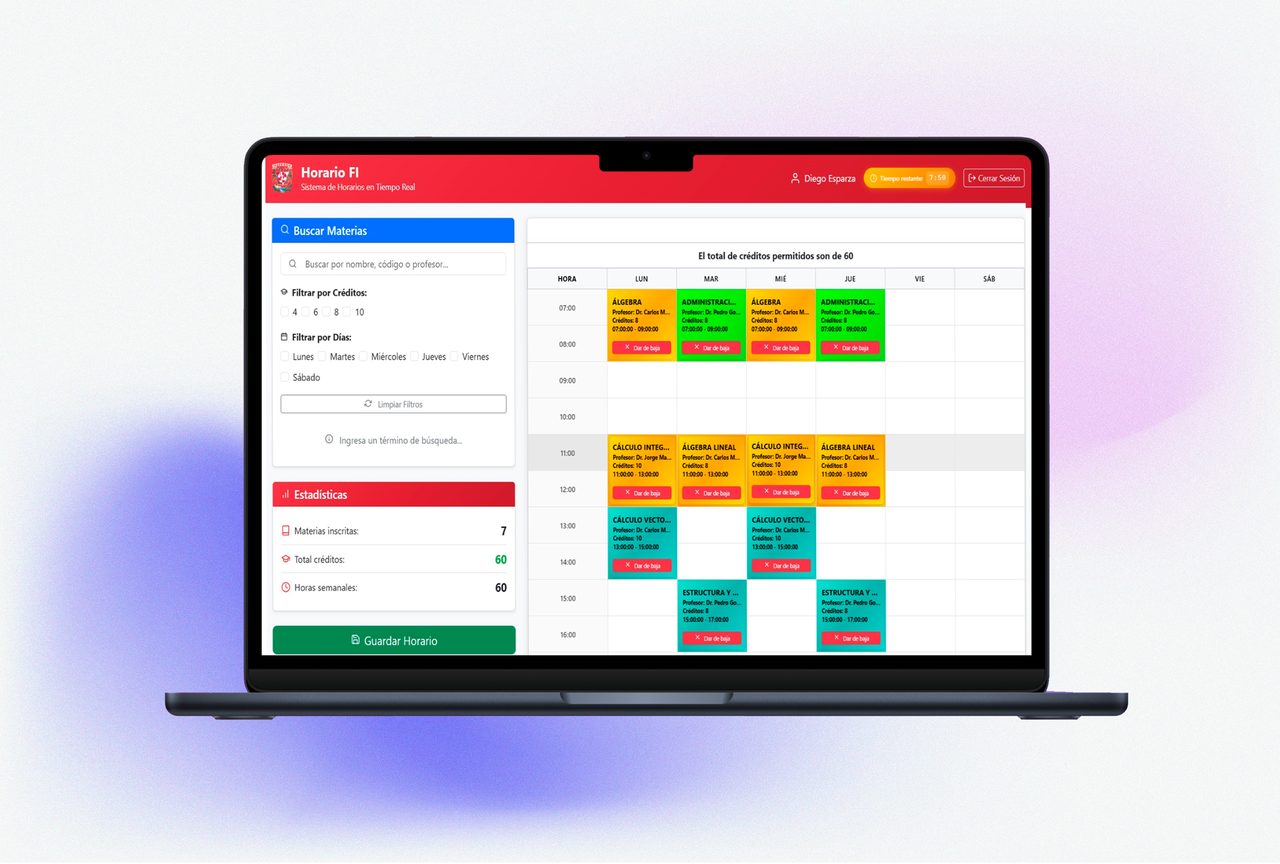 Horario FI
Sistema de Horarios en Tiempo Real
Diego Esparza
Tiempo restante 7:50
Cerrar Sesión
Buscar Materias
Buscar por nombre, código o profesor...
Filtrar por Créditos:
4 6 8 10
Filtrar por Días:
Lunes Martes Miércoles Jueves Viernes
Sábado
Limpiar Filtros
Ingresa un término de búsqueda...
Estadísticas
Materias inscritas: 7
Total créditos: 60
Horas semanales: 60
Guardar Horario
El total de créditos permitidos son de 60
HORA LUN MAR MIÉ JUE VIE SÁB
07:00
08:00
ÁLGEBRA
Profesor: Dr. Carlos M...
Créditos: 8
07:00:00 - 09:00:00
Dar de baja
ADMINISTRACI...
Profesor: Dr. Pedro Go...
Créditos: 8
07:00:00 - 09:00:00
Dar de baja
ÁLGEBRA
Profesor: Dr. Carlos M...
Créditos: 8
07:00:00 - 09:00:00
Dar de baja
ADMINISTRACI...
Profesor: Dr. Pedro Go...
Créditos: 8
07:00:00 - 09:00:00
Dar de baja
09:00
10:00
11:00
12:00
CÁLCULO INTEG...
Profesor: Dr. Jorge Ma...
Créditos: 10
11:00:00 - 13:00:00
Dar de baja
ÁLGEBRA LINEAL
Profesor: Dr. Carlos M...
Créditos: 8
11:00:00 - 13:00:00
Dar de baja
CÁLCULO INTEG...
Profesor: Dr. Jorge Ma...
Créditos: 10
11:00:00 - 13:00:00
Dar de baja
ÁLGEBRA LINEAL
Profesor: Dr. Carlos M...
Créditos: 8
11:00:00 - 13:00:00
Dar de baja
13:00
14:00
CÁLCULO VECTO...
Profesor: Dr. Carlos M...
Créditos: 10
13:00:00 - 15:00:00
Dar de baja
CÁLCULO VECTO...
Profesor: Dr. Carlos M...
Créditos: 10
13:00:00 - 15:00:00
Dar de baja
15:00
16:00
ESTRUCTURA Y ...
Profesor: Dr. Pedro Go...
Créditos: 8
15:00:00 - 17:00:00
Dar de baja
ESTRUCTURA Y ...
Profesor: Dr. Pedro Go...
Créditos: 8
15:00:00 - 17:00:00
Dar de baja